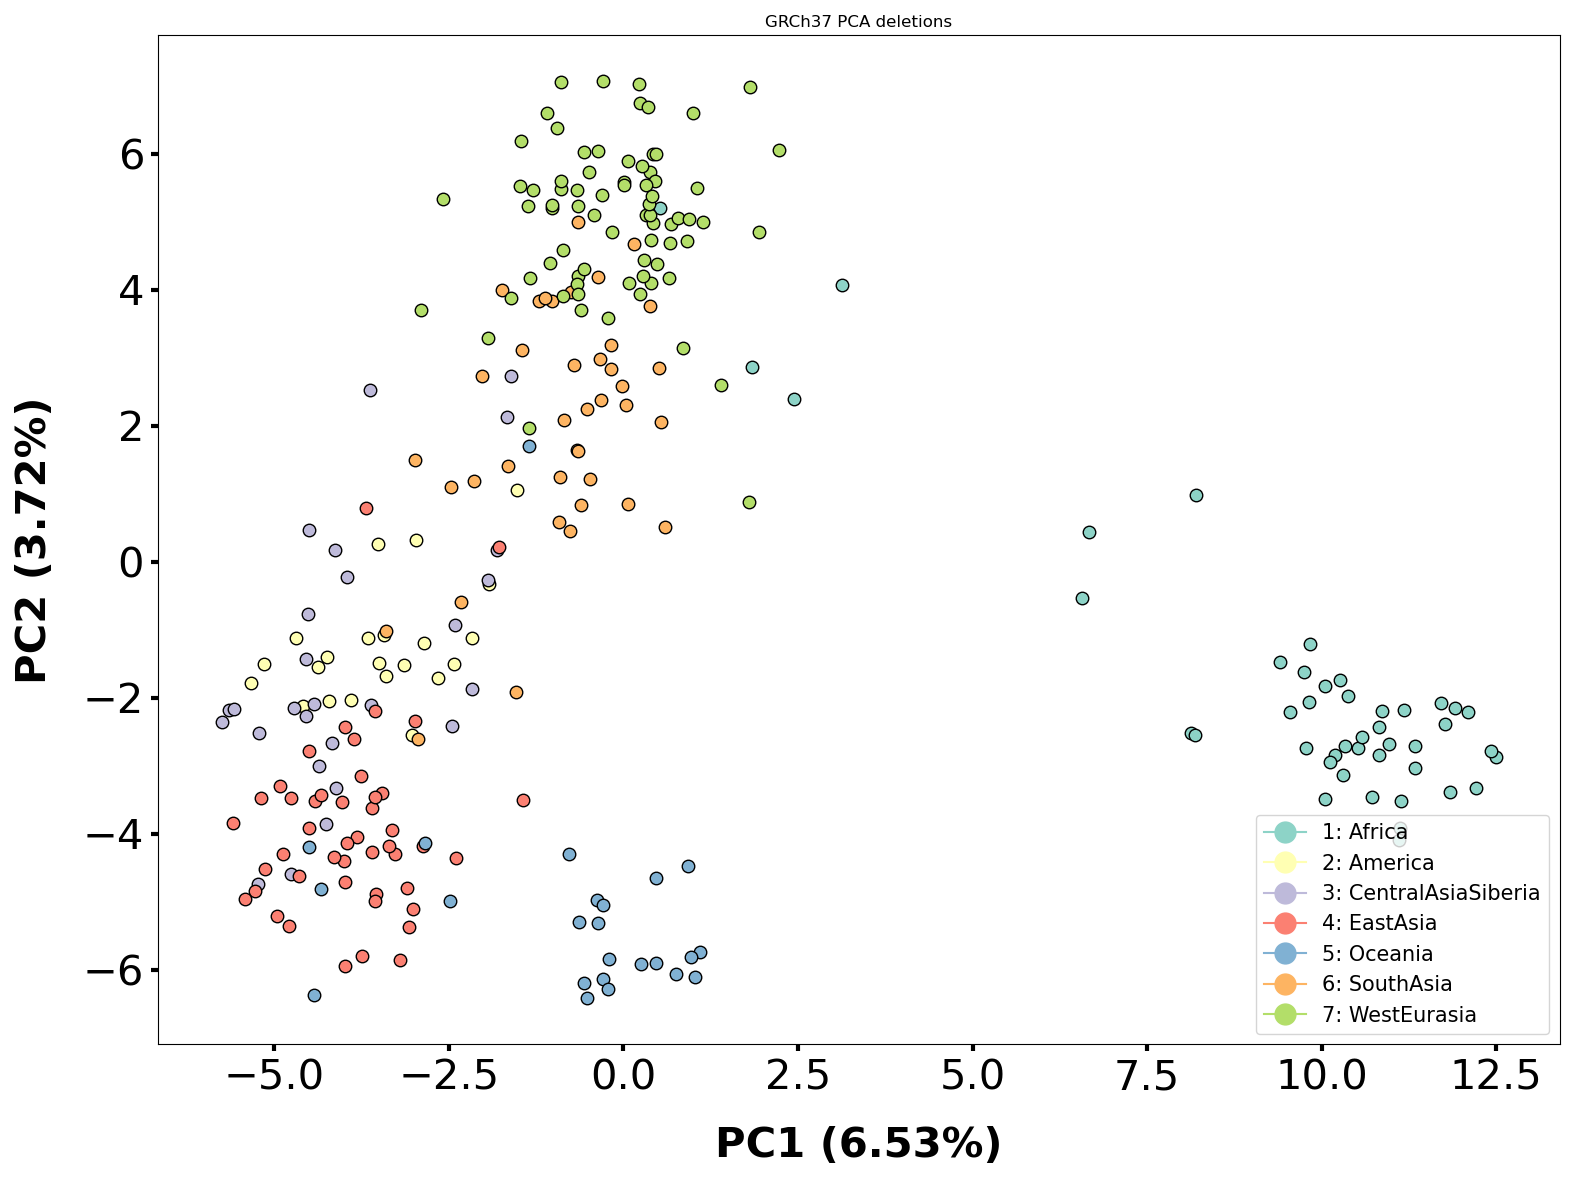 GRCh37 PCA deletions
PC2 (3.72%)
6
4
2
0
−2
−4
−6
−5.0 −2.5 0.0 2.5 5.0 7.5 10.0 12.5
PC1 (6.53%)
1: Africa
2: America
3: CentralAsiaSiberia
4: EastAsia
5: Oceania
6: SouthAsia
7: WestEurasia